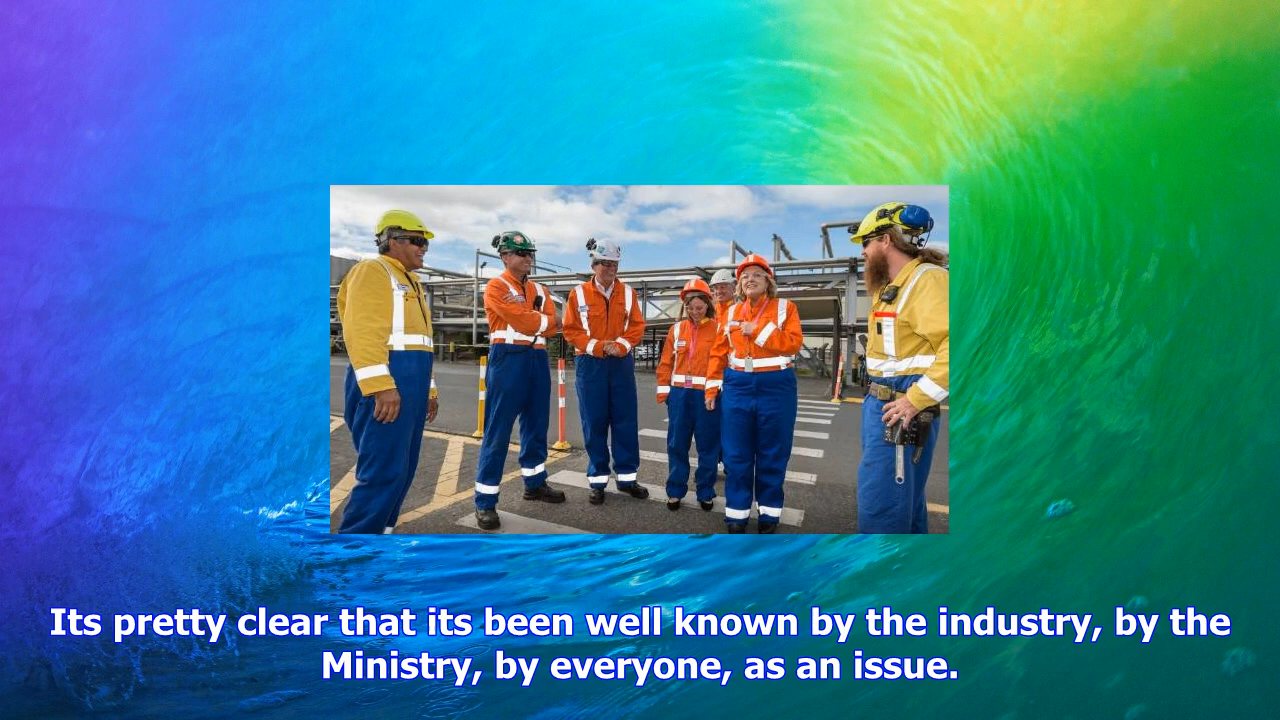 Its pretty clear that its been well known by the industry, by the
Ministry, by everyone, as an issue.